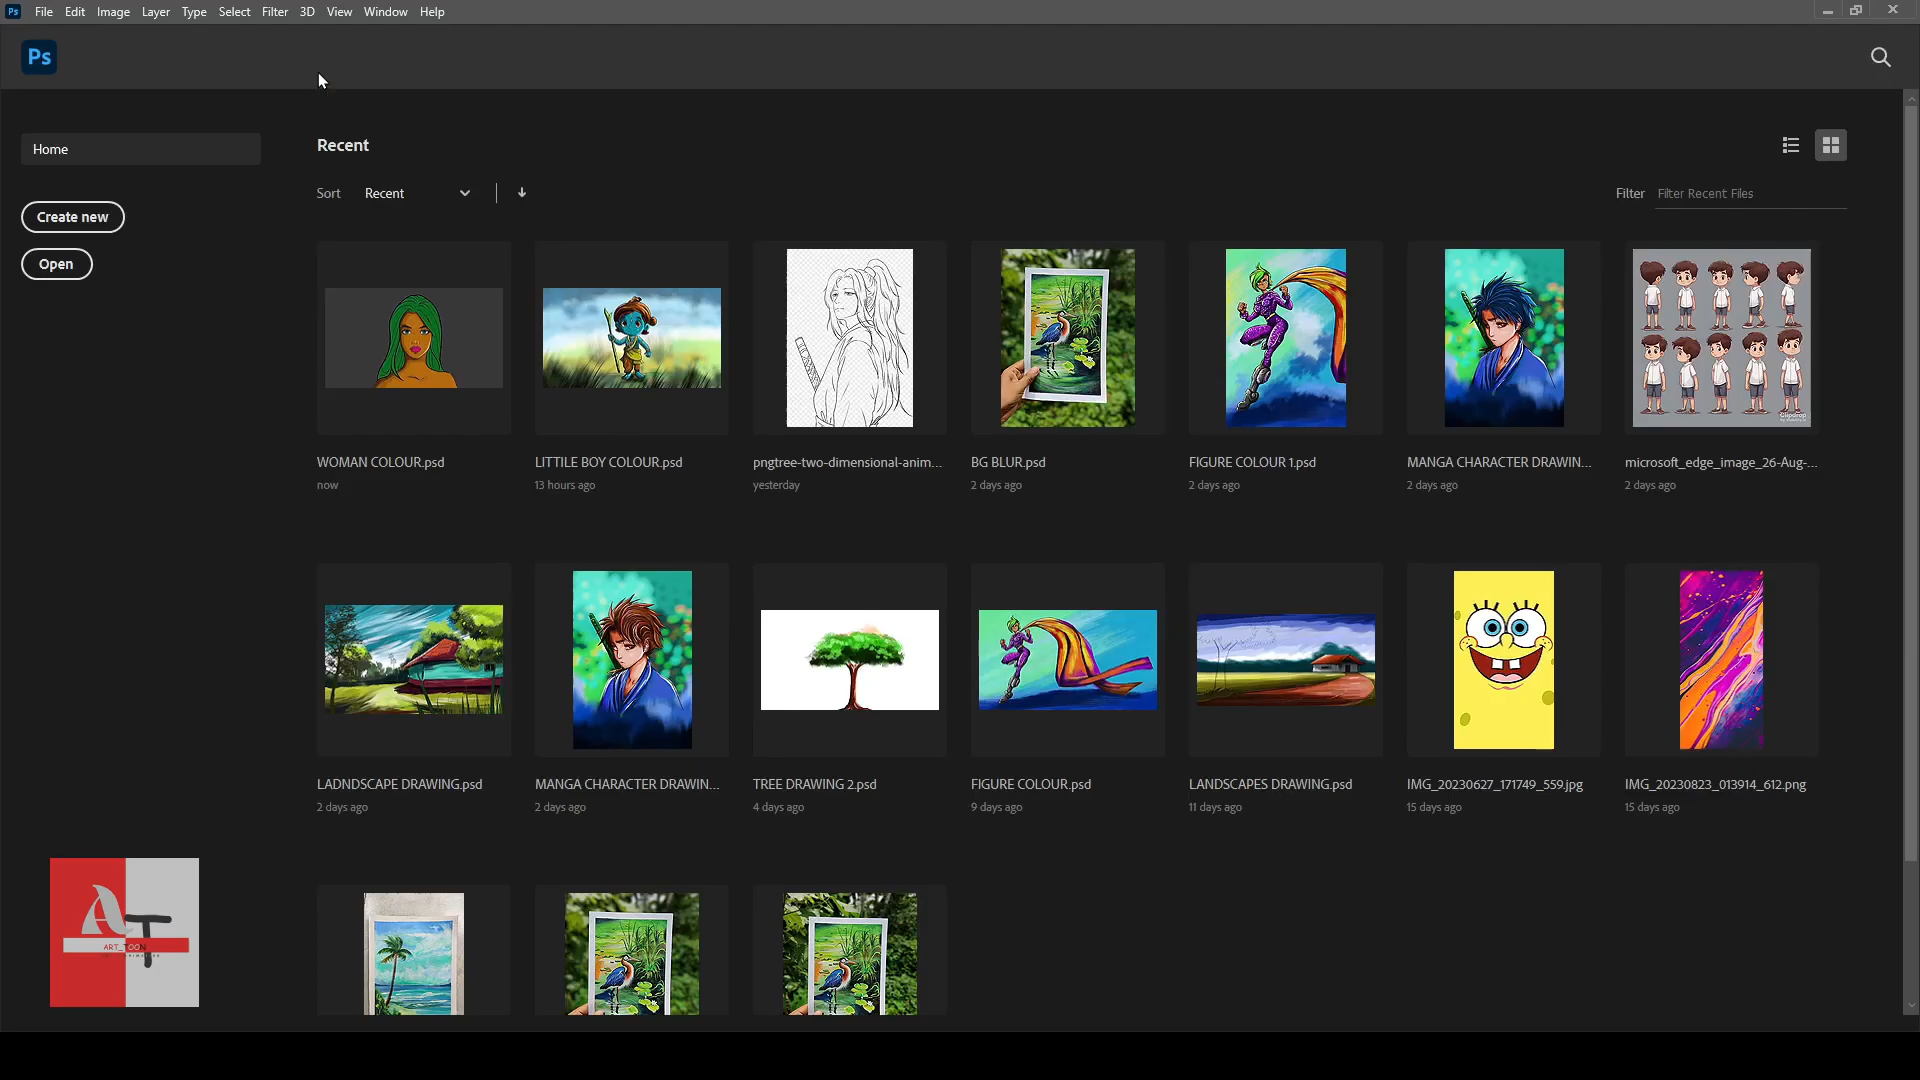 Ps File Edit Image Layer Type Select Filter 3D View Window Help
Ps
Home
Recent
Sort Recent
Filter Filter Recent Files
Create new
Open
WOMAN COLOUR.psd
now
LITTILE BOY COLOUR.psd
13 hours ago
pngtree-two-dimensional-anim...
yesterday
BG BLUR.psd
2 days ago
FIGURE COLOUR 1.psd
2 days ago
MANGA CHARACTER DRAWIN...
2 days ago
Clipdrop
microsoft_edge_image_26-Aug-...
2 days ago
LADNDSCAPE DRAWING.psd
2 days ago
MANGA CHARACTER DRAWIN...
2 days ago
TREE DRAWING 2.psd
4 days ago
FIGURE COLOUR.psd
9 days ago
LANDSCAPES DRAWING.psd
11 days ago
IMG_20230627_171749_559.jpg
15 days ago
IMG_20230823_013914_612.png
15 days ago
AT
ART_TOON